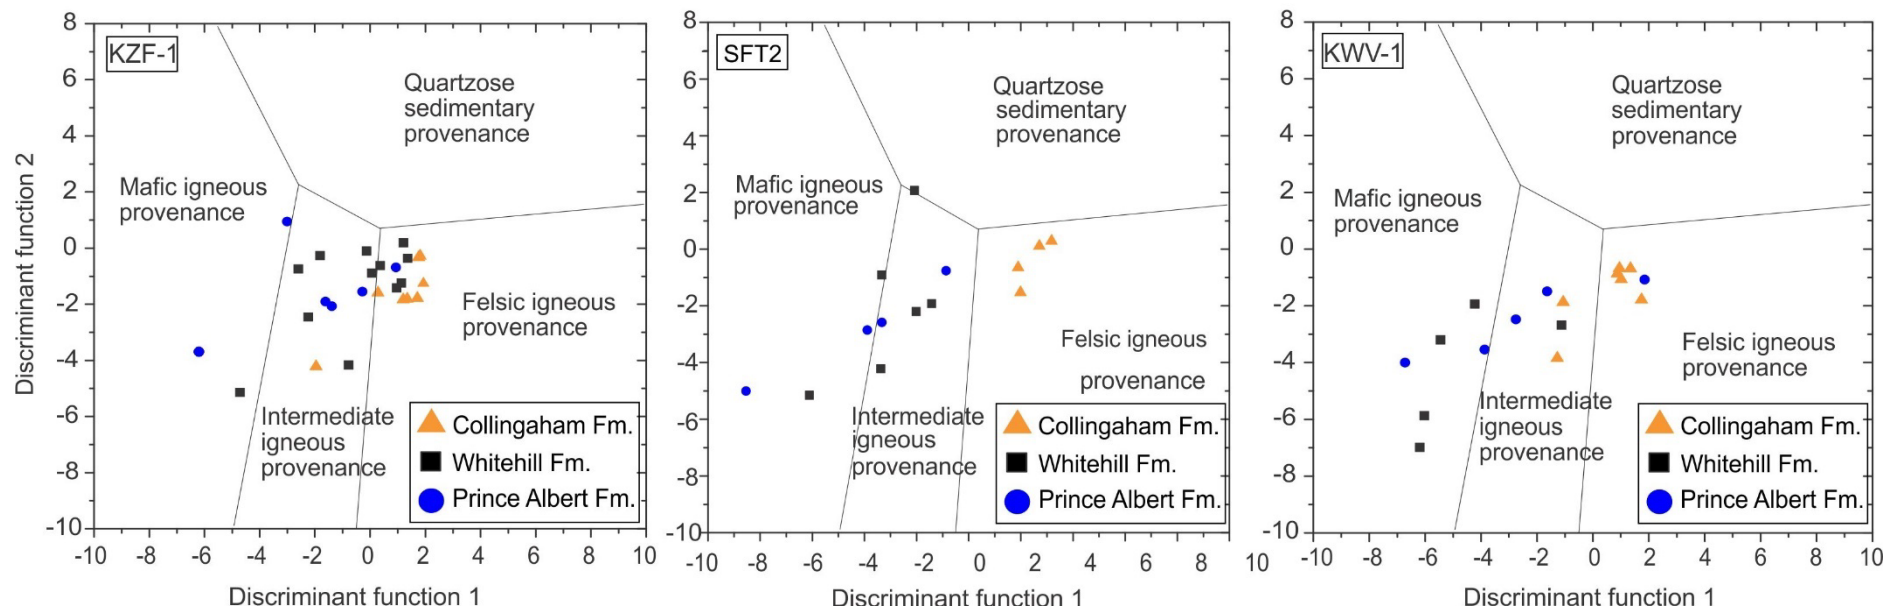 KZF-1
8
6
4
2
0
-2
-4
-6
-8
-10
-10
-8
-6
-4
-2
0
2
4
6
8
10
Discriminant function 2
Discriminant function 1
Quartzose
sedimentary
provenance
Mafic igneous
provenance
Felsic igneous
provenance
Intermediate
igneous
provenance
Collingaham Fm.
Whitehill Fm.
Prince Albert Fm.
SFT2
8
6
4
2
0
-2
-4
-6
-8
-10
-10
-8
-6
-4
-2
0
2
4
6
8
10
Discriminant function 1
Quartzose
sedimentary
provenance
Mafic igneous
provenance
Felsic igneous
provenance
Intermediate
igneous
provenance
Collingaham Fm.
Whitehill Fm.
Prince Albert Fm.
KWV-1
8
6
4
2
0
-2
-4
-6
-8
-10
-10
-8
-6
-4
-2
0
2
4
6
8
10
Discriminant function 1
Quartzose
sedimentary
provenance
Mafic igneous
provenance
Felsic igneous
provenance
Intermediate
igneous
provenance
Collingaham Fm.
Whitehill Fm.
Prince Albert Fm.